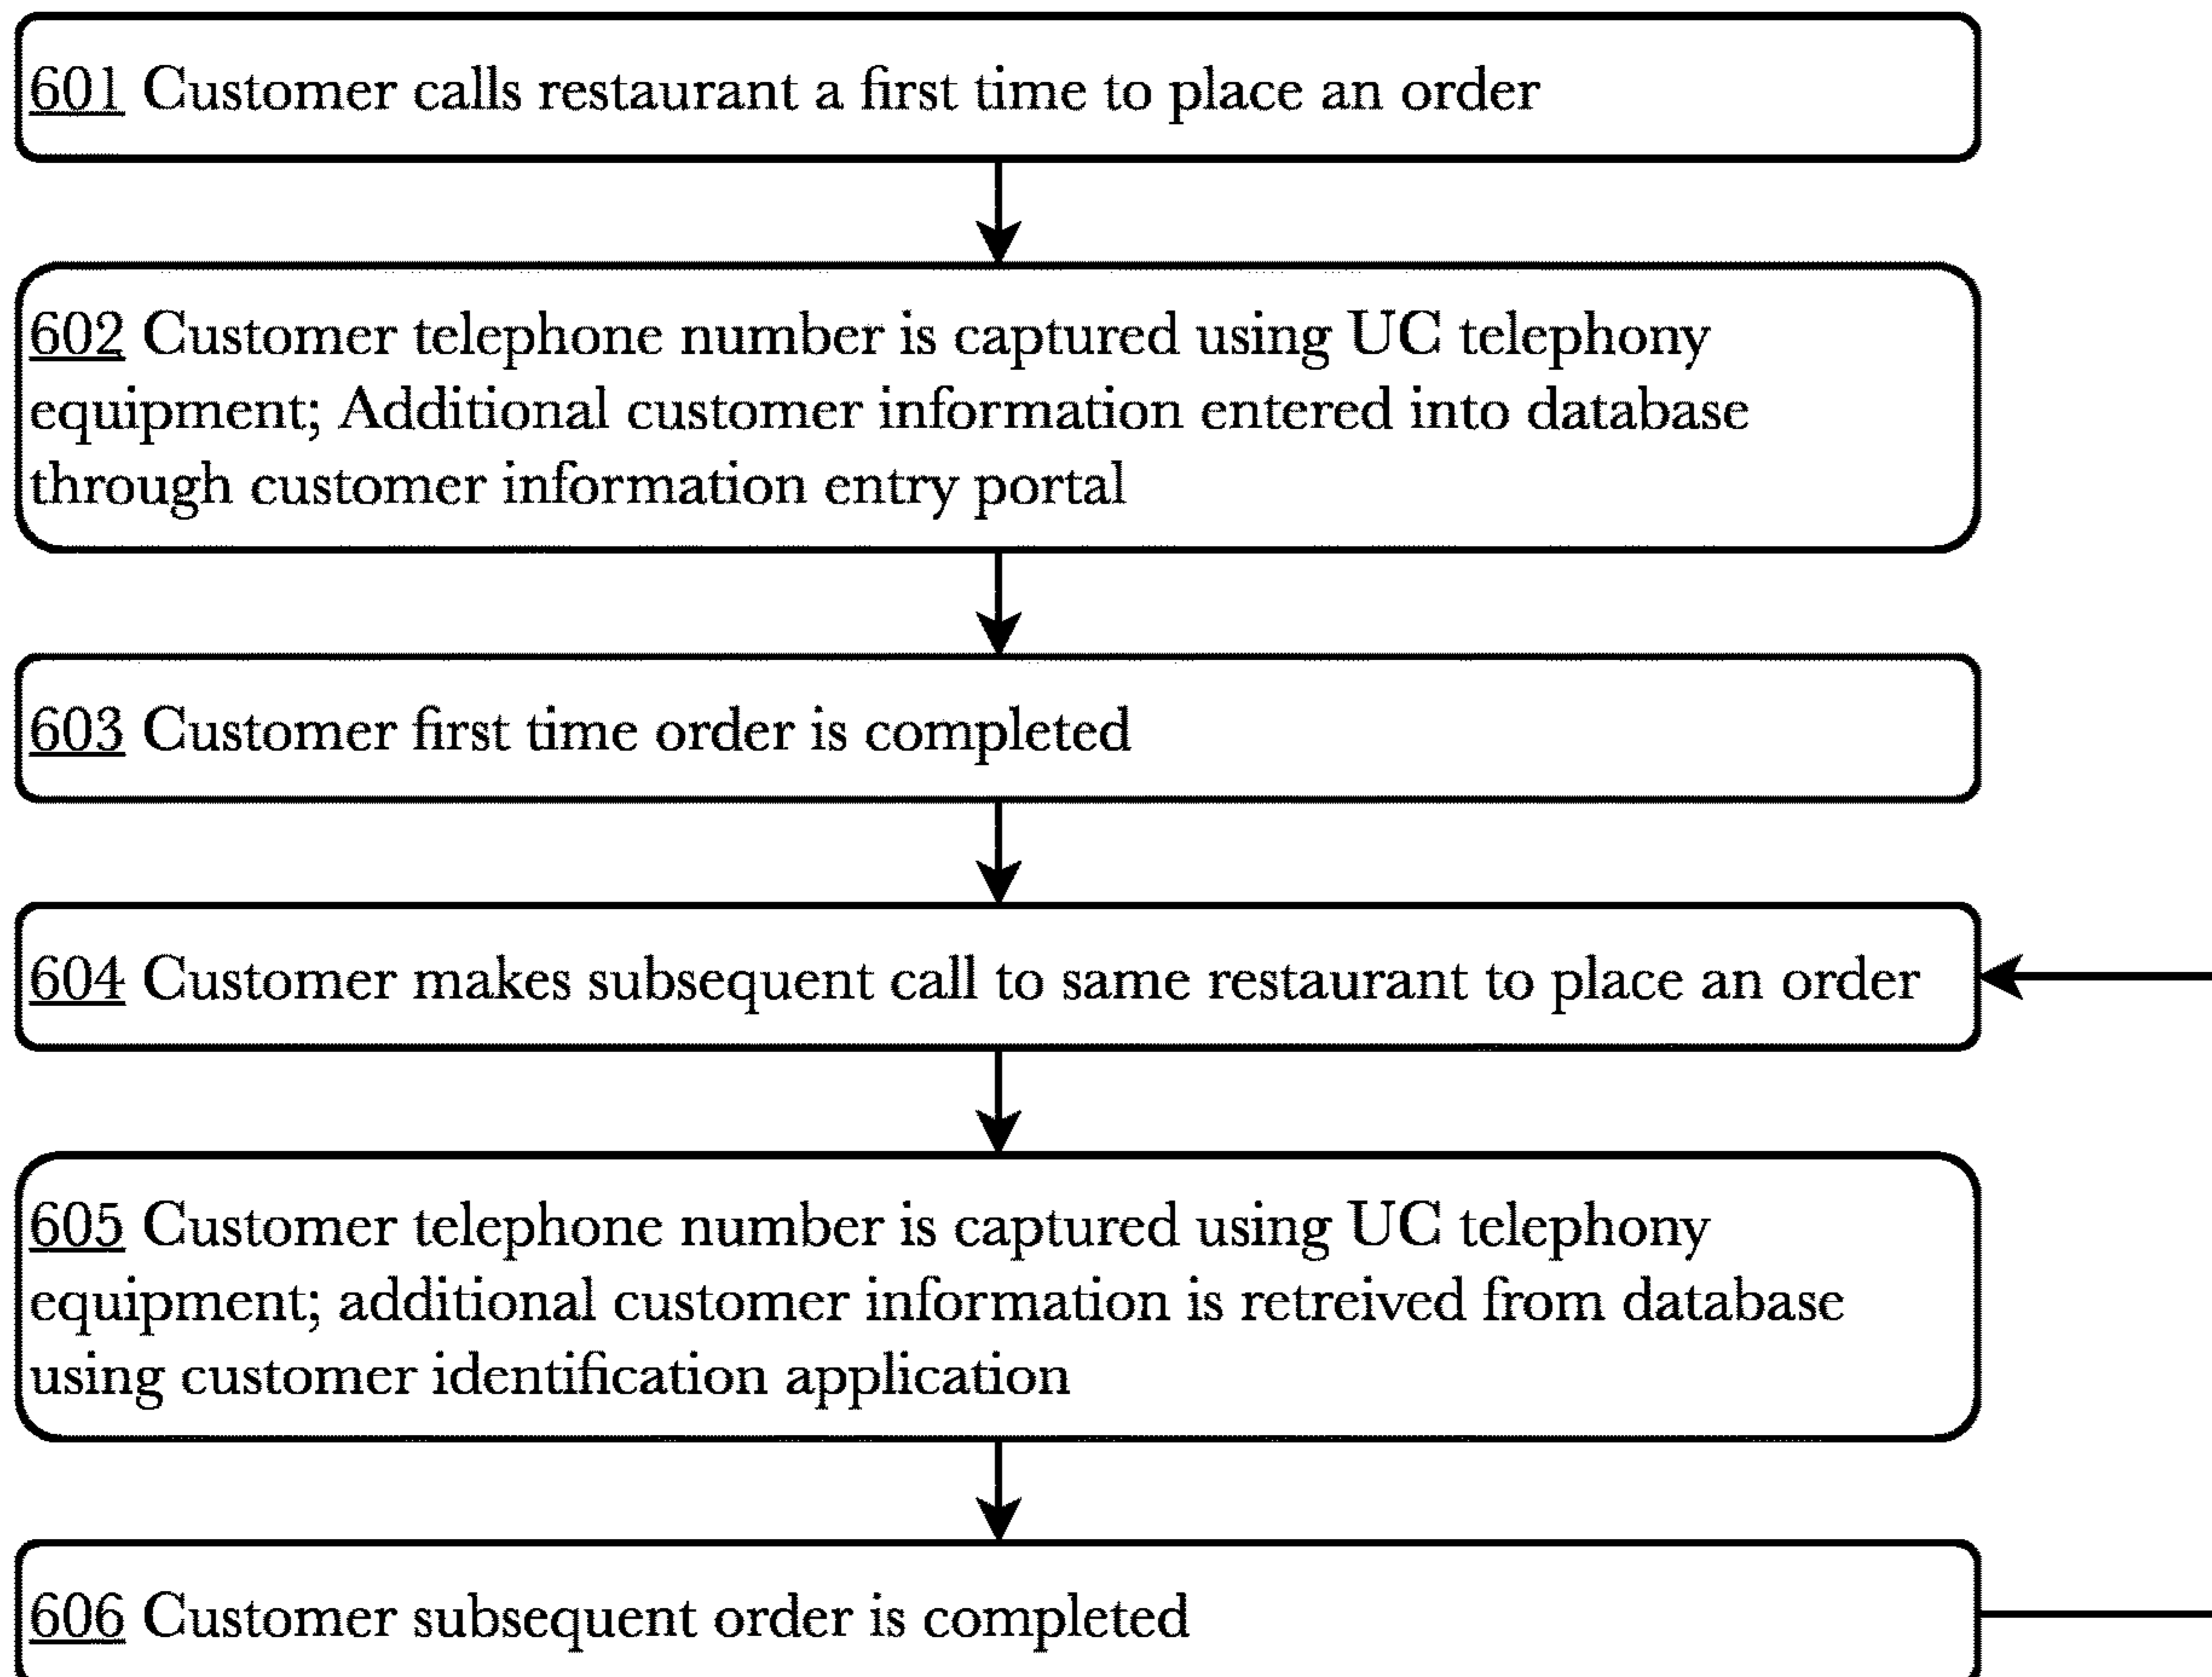 601 Customer calls restaurant a first time to place an order
602 Customer telephone number is captured using UC telephony
equipment; Additional customer information entered into database
through customer information entry portal
603 Customer first time order is completed
604 Customer makes subsequent call to same restaurant to place an order
605 Customer telephone number is captured using UC telephony
equipment; additional customer information is retreived from database
using customer identification application
606 Customer subsequent order is completed